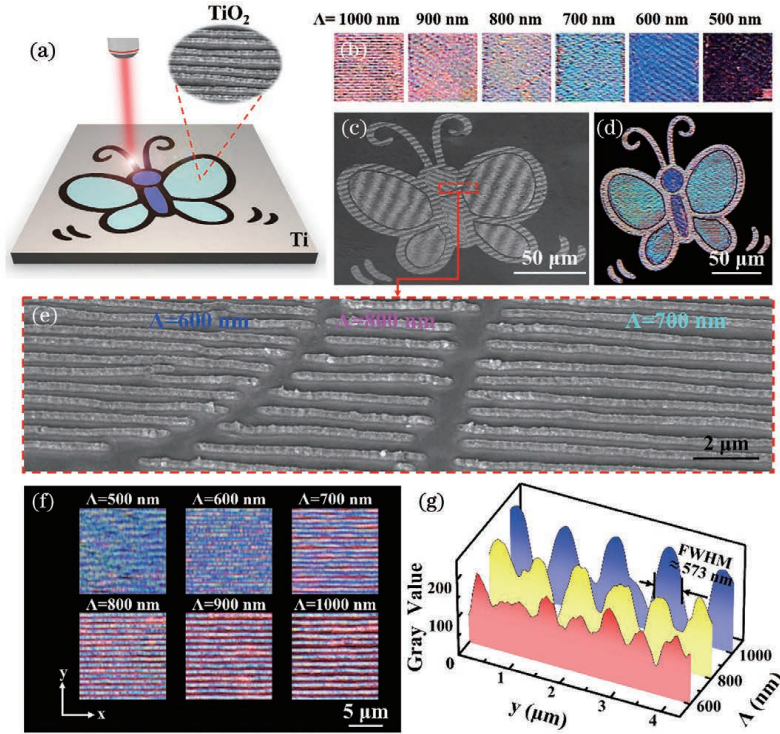 (a)
TiO2
Ti
Λ= 1000 nm 900 nm 800 nm 700 nm 600 nm 500 nm
(b)
(c)
50 μm
(d)
50 μm
(e)
Λ=600 nm Λ=800 nm Λ=700 nm
2 μm
(f)
Λ=500 nm Λ=600 nm Λ=700 nm
Λ=800 nm Λ=900 nm Λ=1000 nm
y
x
5 μm
(g)
FWHM
≈ 573 nm
Gray Value
200
100
0
1
2
3
4
y (μm)
600
800
1000
Λ (nm)